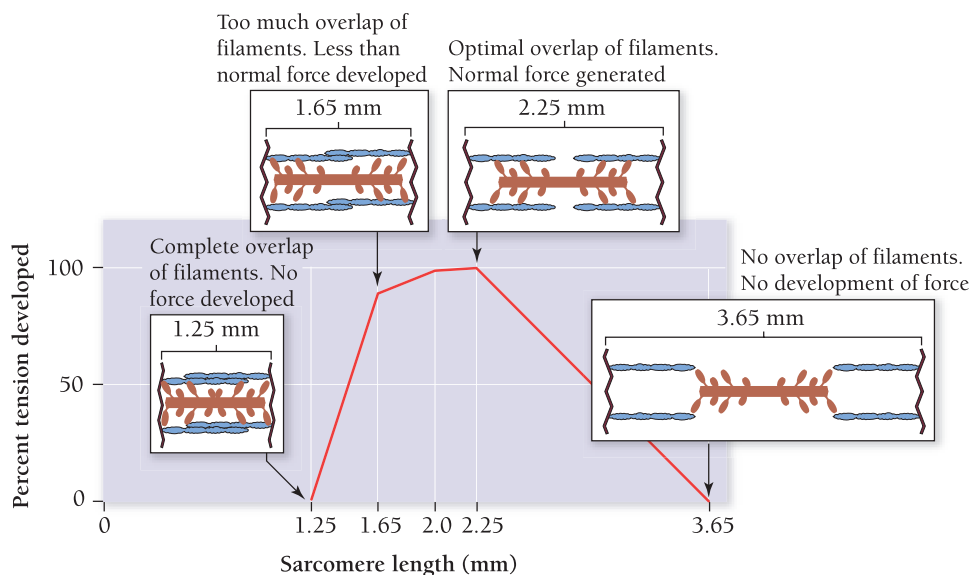 Too much overlap of
filaments. Less than
normal force developed
1.65 mm
Optimal overlap of filaments.
Normal force generated
2.25 mm
Complete overlap
of filaments. No
force developed
1.25 mm
No overlap of filaments.
No development of force
3.65 mm
Percent tension developed
100
50
0
0
1.25
1.65
2.0
2.25
3.65
Sarcomere length (mm)